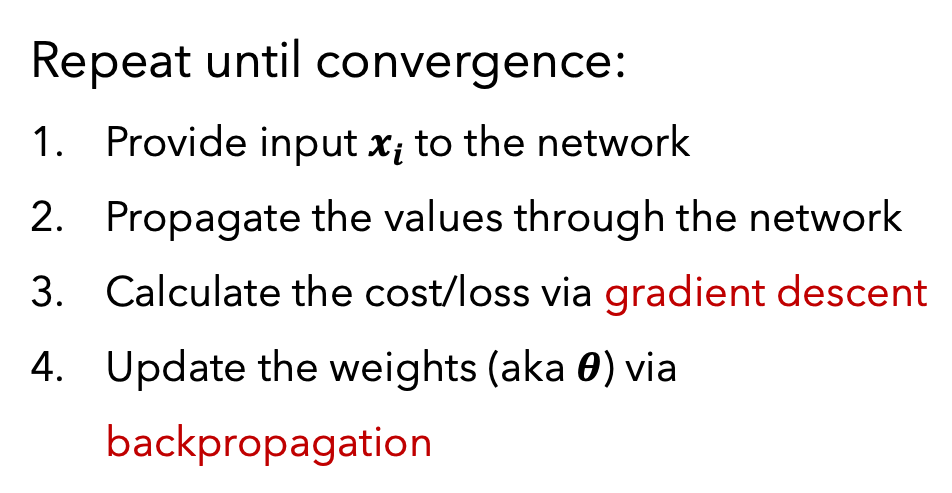 Repeat until convergence:
1. Provide input xᵢ to the network
2. Propagate the values through the network
3. Calculate the cost/loss via gradient descent
4. Update the weights (aka θ) via
backpropagation